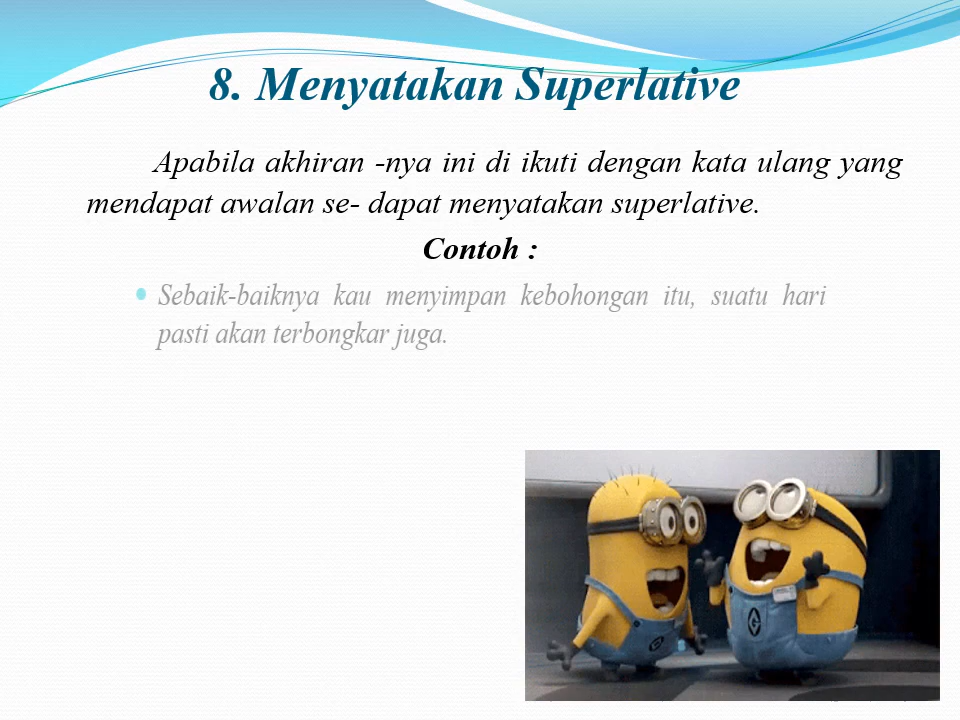 8. Menyatakan Superlative
Apabila akhiran -nya ini di ikuti dengan kata ulang yang
mendapat awalan se- dapat menyatakan superlative.
Contoh :
Sebaik-baiknya kau menyimpan kebohongan itu, suatu hari
pasti akan terbongkar juga.